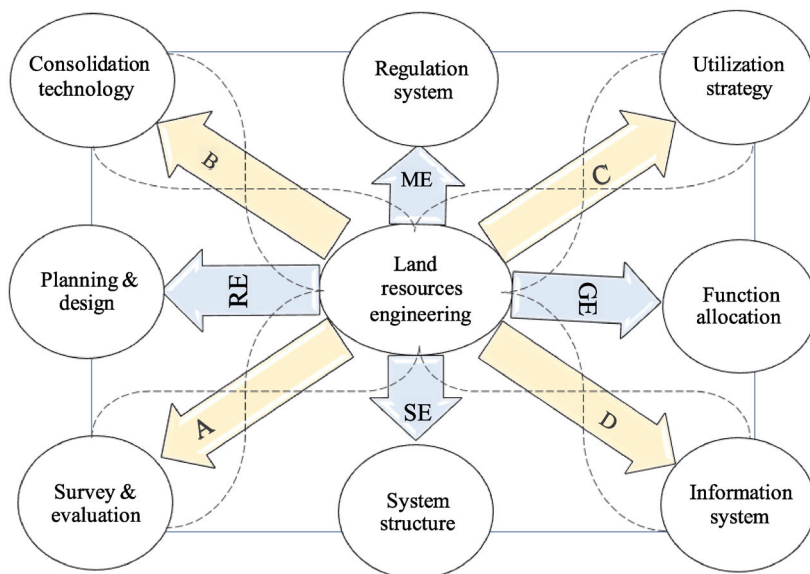 Consolidation
technology
Regulation
system
Utilization
strategy
B
ME
C
Planning &
design
RE
Land
resources
engineering
GE
Function
allocation
A
SE
D
Survey &
evaluation
System
structure
Information
system